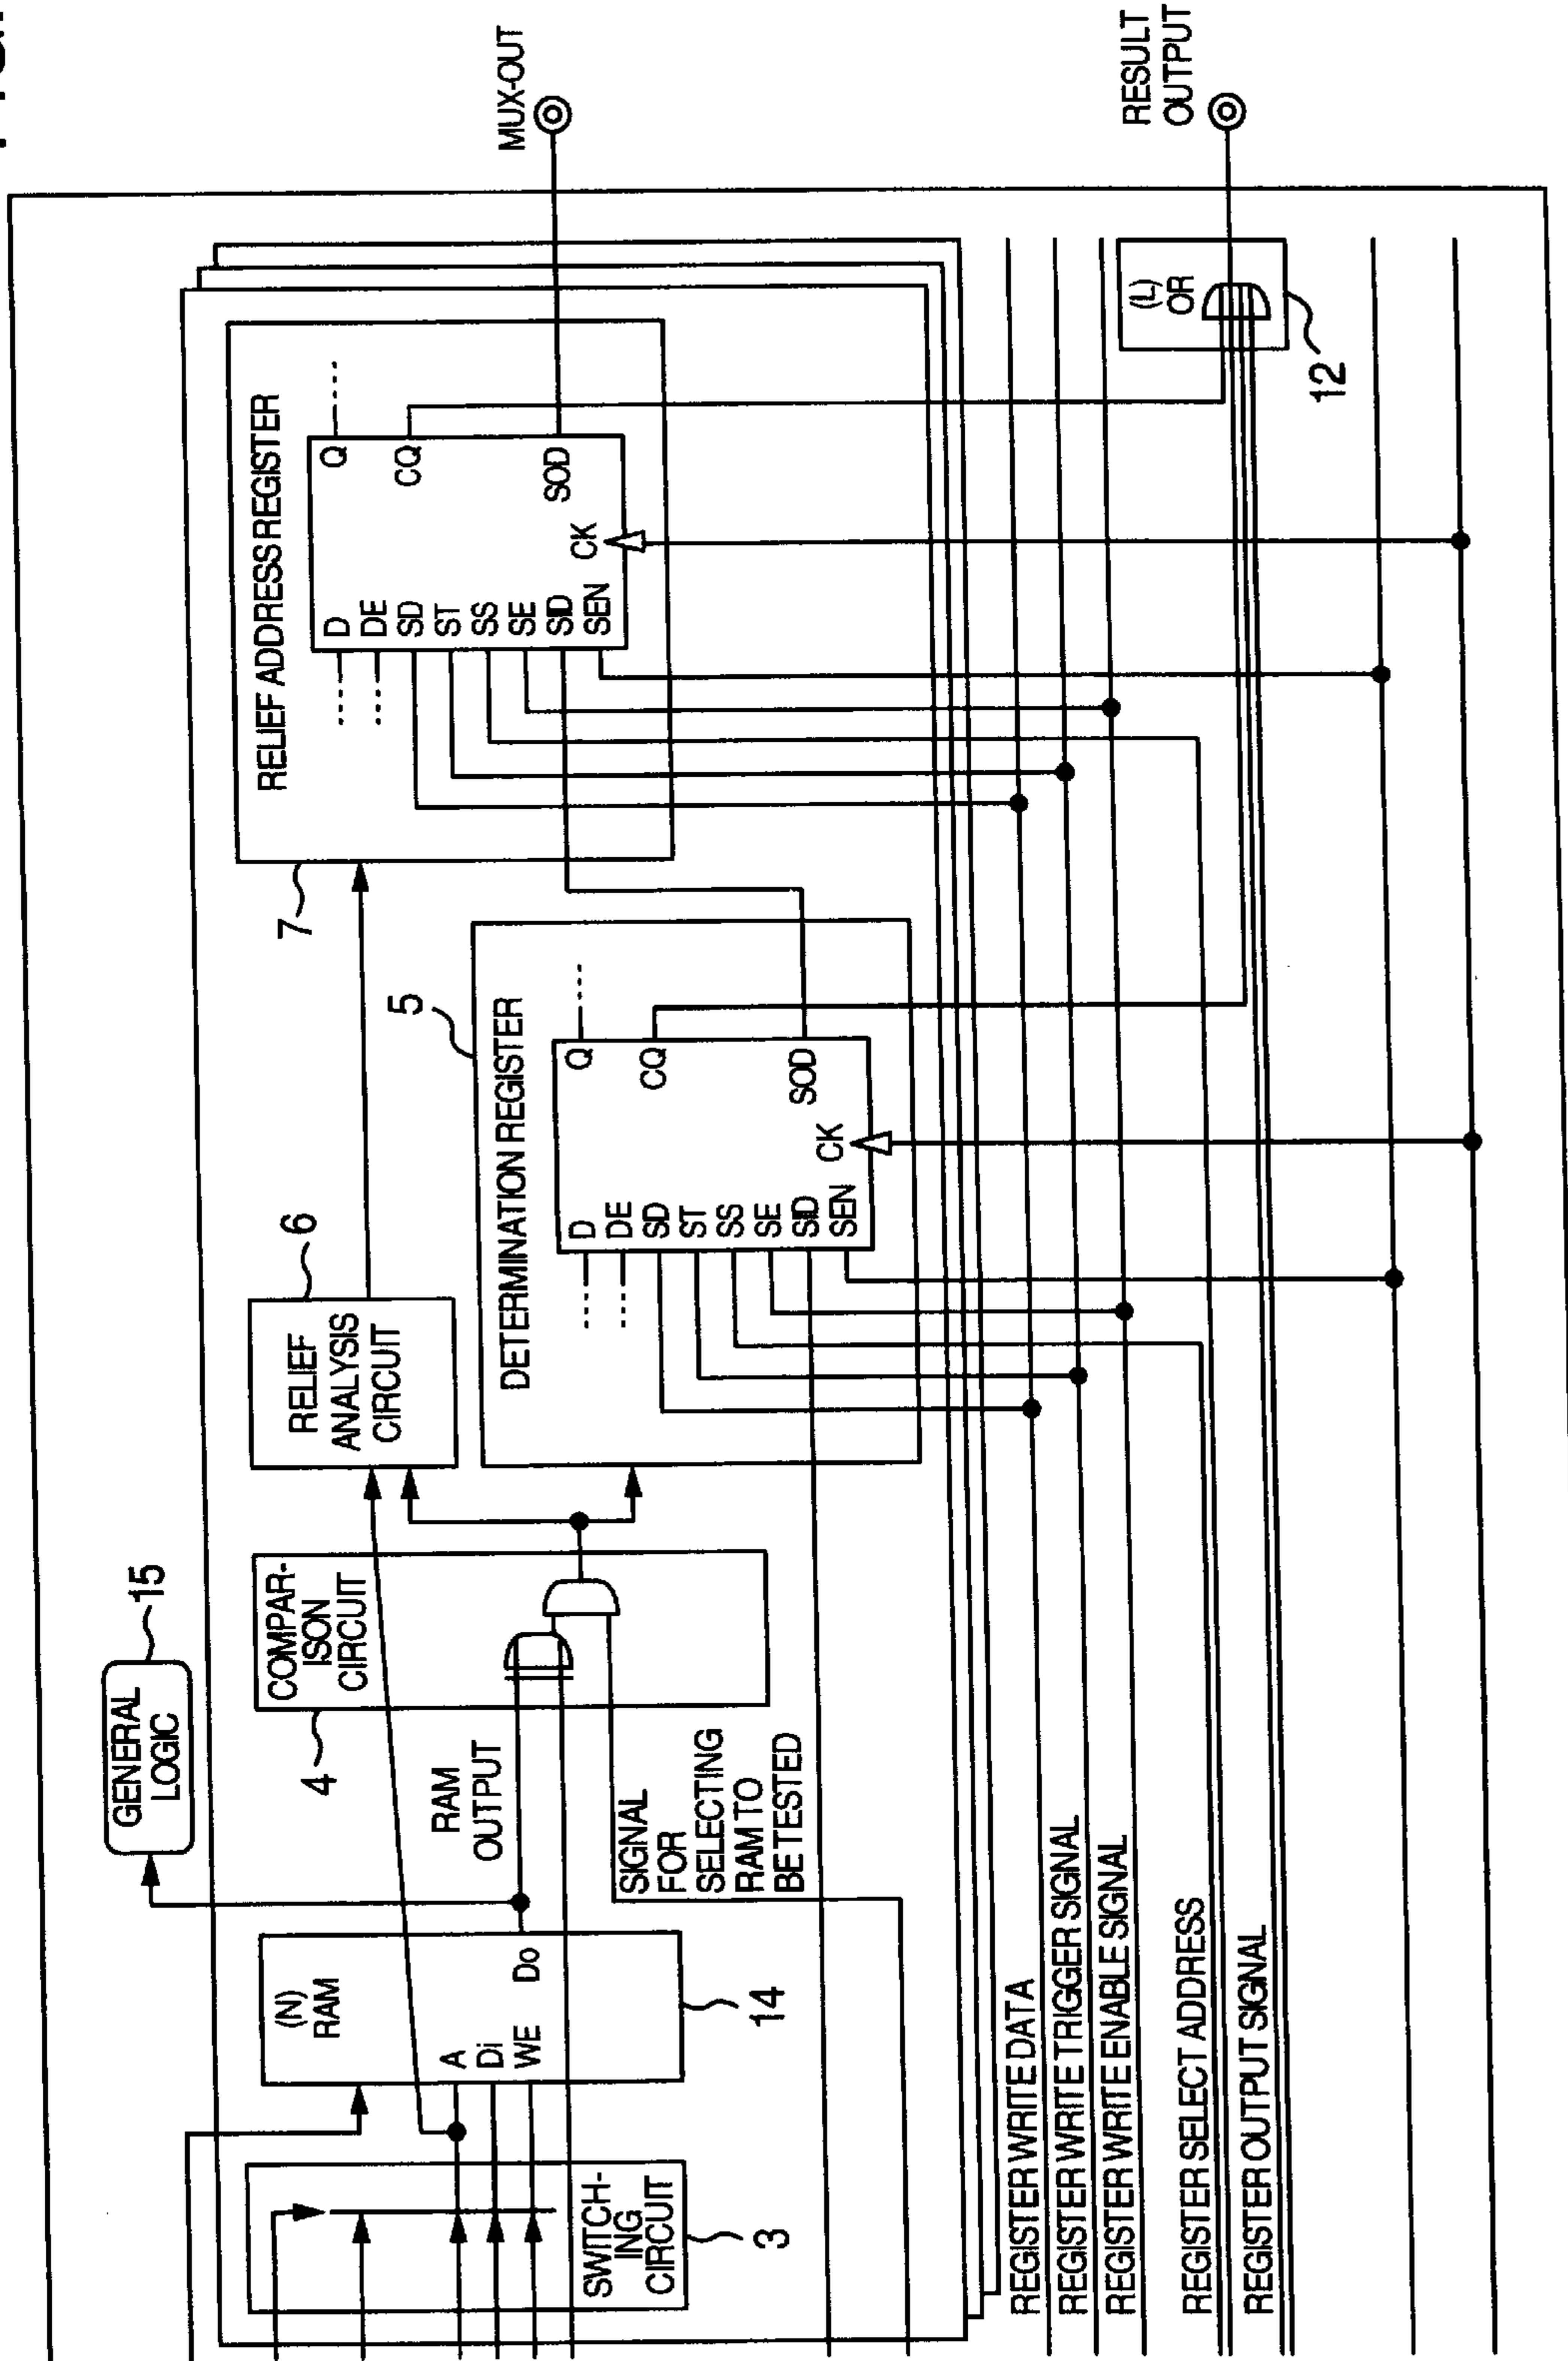 MUX-OUT
RESULT
OUTPUT
RELIEF ADDRESS REGISTER
D
DE
SD
ST
SS
SE
SID
SEN
CK
Q
CQ
SOD
7
(L)
OR
12
5
DETERMINATION REGISTER
D
DE
SD
ST
SS
SE
SID
SEN
CK
Q
CQ
SOD
6
RELIEF
ANALYSIS
CIRCUIT
15
GENERAL
LOGIC
COMPAR-
ISON
CIRCUIT
4
RAM
OUTPUT
SIGNAL
FOR
SELECTING
RAM TO
BE TESTED
(N)
RAM
A
Di
WE
Do
14
SWITCH-
ING
CIRCUIT
3
REGISTER WRITE DATA
REGISTER WRITE TRIGGER SIGNAL
REGISTER WRITE ENABLE SIGNAL
REGISTER SELECT ADDRESS
REGISTER OUTPUT SIGNAL